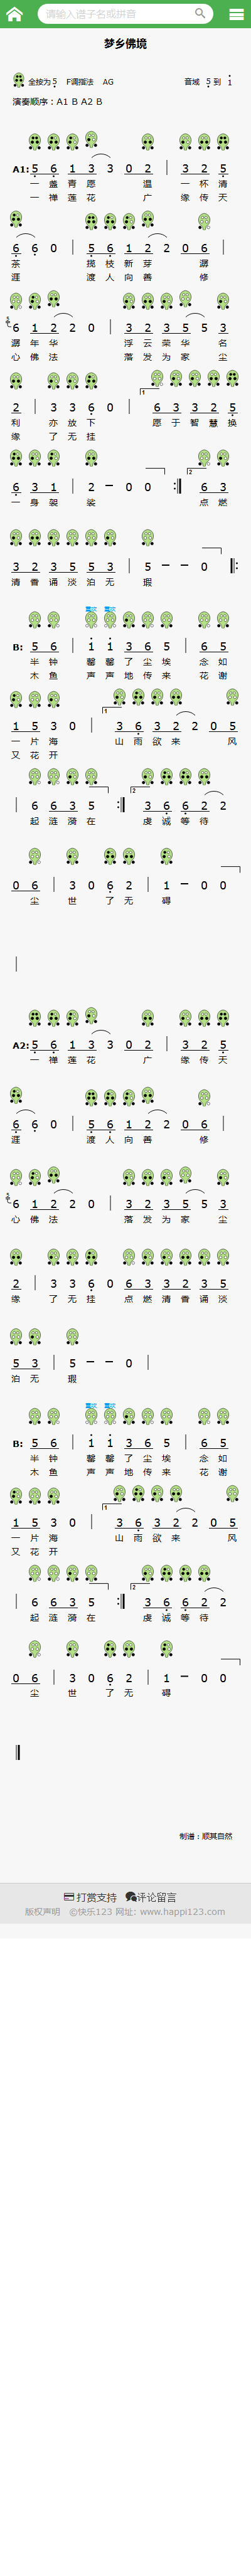 请输入谱子名或拼音
梦乡佛境
全按为5 F调指法 AG 音域 5 到 1
演奏顺序：A1 B A2 B
A1: 5 6 1 3 3 0 2 | 3 2 5
一 盏 青 愿 温 一 杯 清
一 禅 莲 花 广 缘 传 天
6 6 0 | 5 6 1 2 2 0 6 |
茶 揽 枝 新 芽 潺
涯 渡 人 向 善 修
6 1 2 2 0 | 3 2 3 5 5 3
潺 年 华 浮 云 荣 华 名
心 佛 法 落 发 为 家 尘
2 | 3 3 6 0 | 6 3 3 2 5
利 亦 放 下 愿 于 智 慧 换
缘 了 无 挂
6 3 1 | 2 - 0 0 :| 6 3
一 身 袈 裟 点 燃
3 2 3 5 5 3 | 5 - - 0 |:
清 香 诵 淡 泊 无 瑕
B: 5 6 | 1 1 3 6 5 | 6 5
半 钟 罄 罄 了 尘 埃 念 如
木 鱼 声 声 地 传 来 花 谢
1 5 3 0 | 3 6 3 2 2 0 5
一 片 海 山 雨 欲 来 风
又 花 开
| 6 6 3 5 :| 3 6 6 2 2
起 涟 漪 在 虔 诚 等 待
0 6 | 3 0 6 2 | 1 - 0 0
尘 世 了 无 碍
|
A2: 5 6 1 3 3 0 2 | 3 2 5
一 禅 莲 花 广 缘 传 天
6 6 0 | 5 6 1 2 2 0 6 |
涯 渡 人 向 善 修
6 1 2 2 0 | 3 2 3 5 5 3
心 佛 法 落 发 为 家 尘
2 | 3 3 6 0 6 3 3 2 3 5
缘 了 无 挂 点 燃 清 香 诵 淡
5 3 | 5 - - 0 |
泊 无 瑕
B: 5 6 | 1 1 3 6 5 | 6 5
半 钟 罄 罄 了 尘 埃 念 如
木 鱼 声 声 地 传 来 花 谢
1 5 3 0 | 3 6 3 2 2 0 5
一 片 海 山 雨 欲 来 风
又 花 开
| 6 6 3 5 :| 3 6 6 2 2
起 涟 漪 在 虔 诚 等 待
0 6 | 3 0 6 2 | 1 - 0 0
尘 世 了 无 碍
制谱：顺其自然
打赏支持 评论留言
版权声明 ©快乐123 网址: www.happi123.com